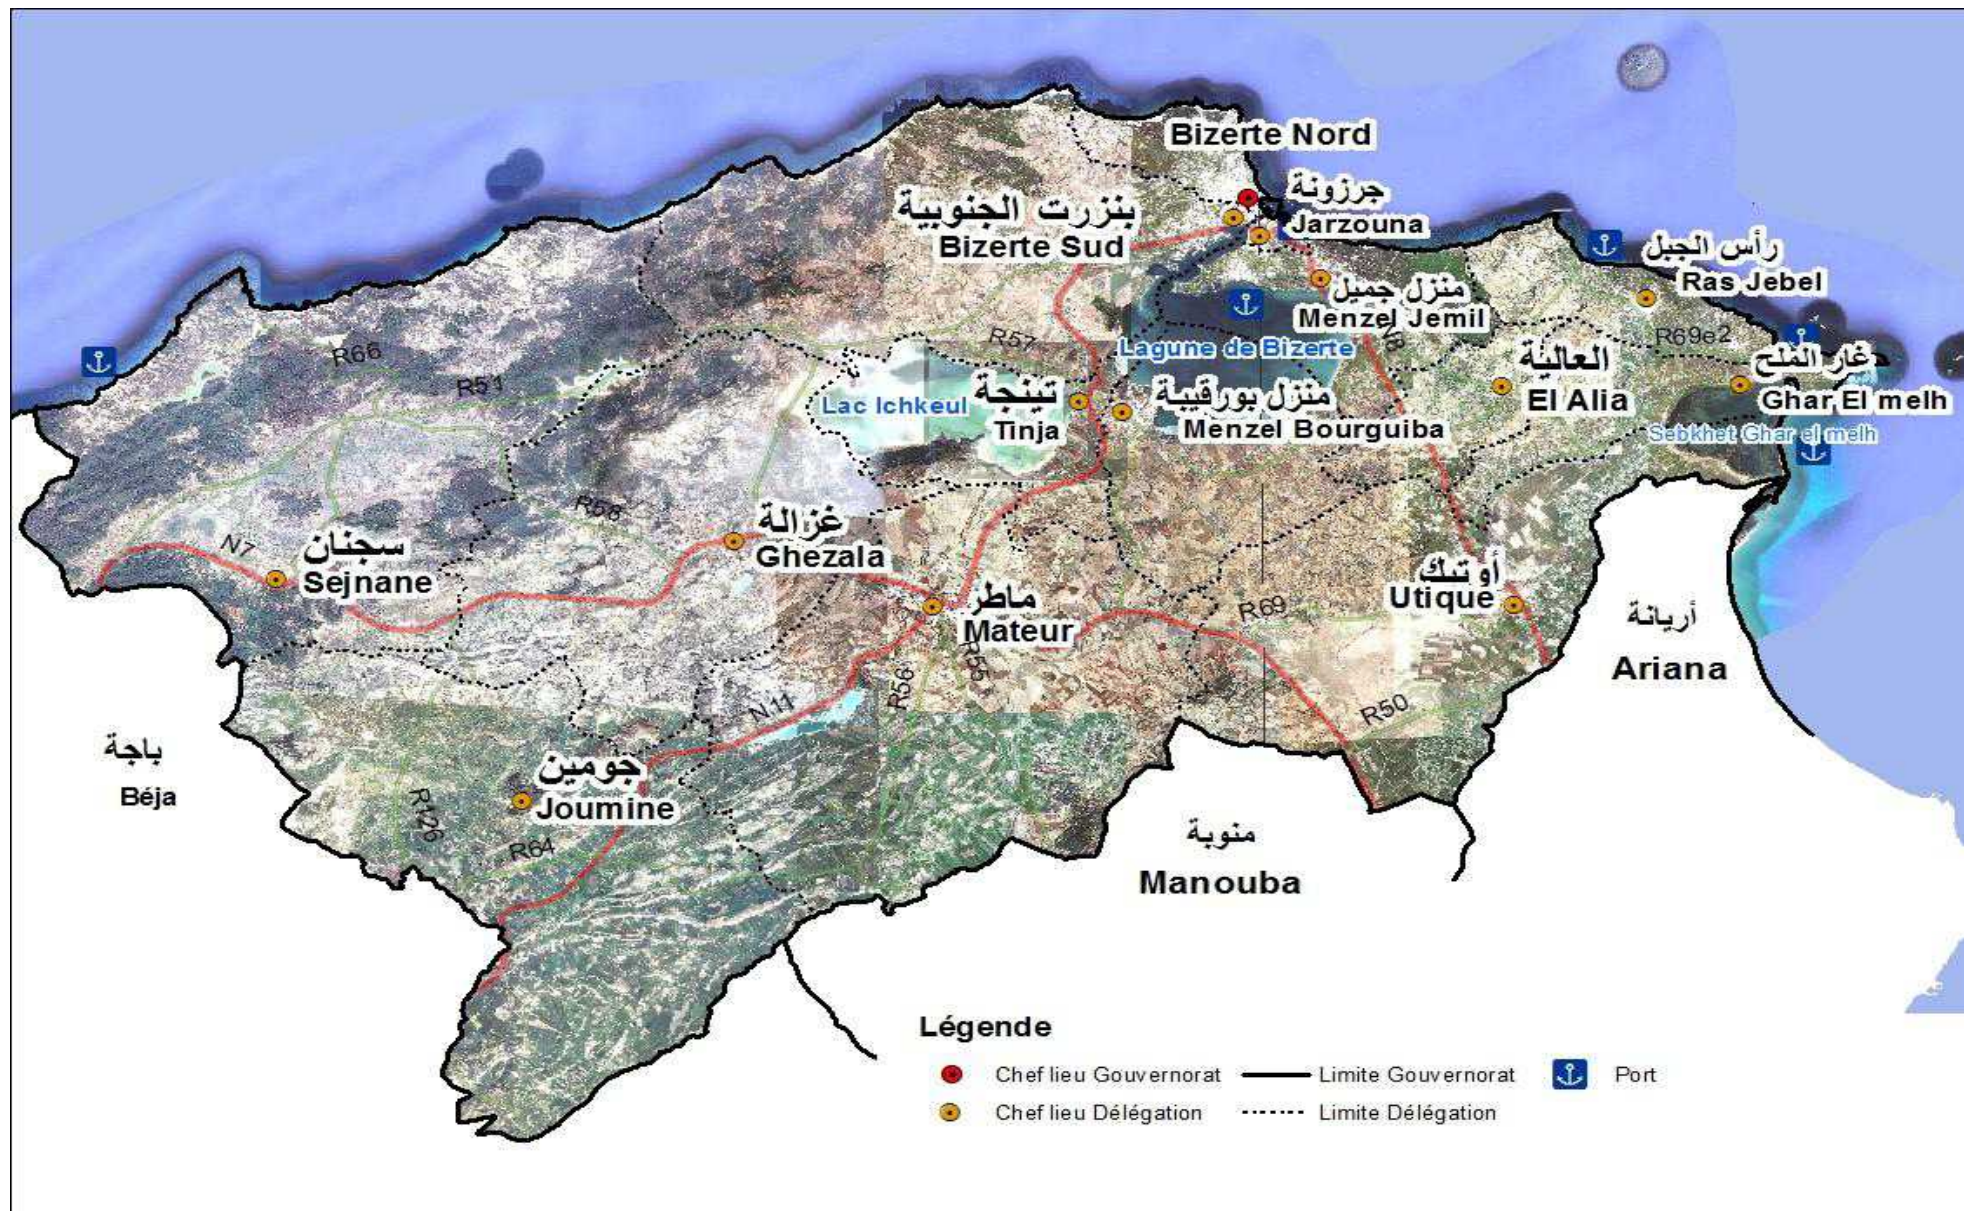 Bizerte Nord
جرزونة
Jarzouna
بنزرت الجنوبية
Bizerte Sud
رأس الجبل
Ras Jebel
منزل جميل
Menzel Jemil
R69e2
N8
R57
Lagune de Bizerte
R66
R51
العالية
El Alia
غار الملح
Ghar El melh
Sebkhet Ghar el melh
تينجة
Tinja
Lac Ichkeul
منزل بورقيبة
Menzel Bourguiba
R58
غزالة
Ghezala
N7
سجنان
Sejnane
ماطر
Mateur
أوتيك
Utique
R69
أريانة
Ariana
R55
R56
N11
R50
باجة
Béja
جومين
Joumine
R126
R64
منوبة
Manouba
Légende
Chef lieu Gouvernorat
Limite Gouvernorat
Port
Chef lieu Délégation
Limite Délégation